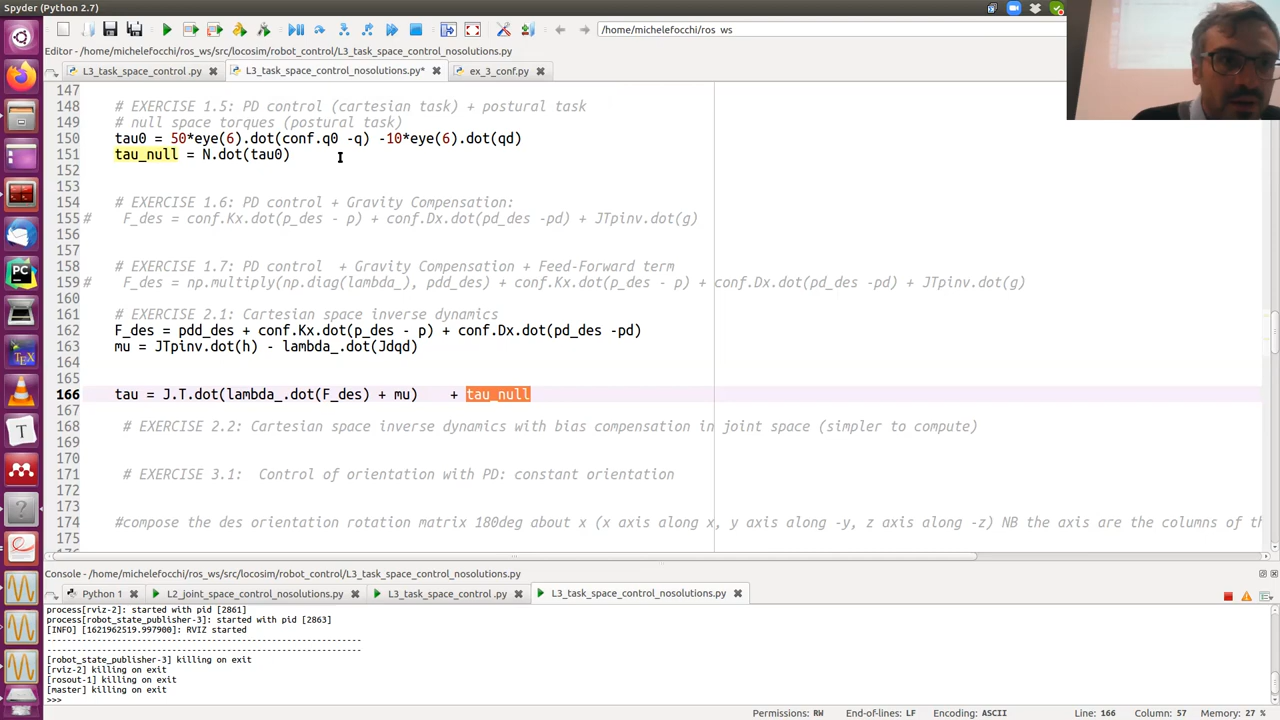 Spyder (Python 2.7)
/home/michelefocchi/ros_ws
Editor - /home/michelefocchi/ros_ws/src/locosim/robot_control/L3_task_space_control_nosolutions.py
L3_task_space_control .py
L3_task_space_control_nosolutions.py*
ex_3_conf.py
147
148 # EXERCISE 1.5: PD control (cartesian task) + postural task
149 # null space torques (postural task)
150 tau0 = 50*eye(6).dot(conf.q0 -q) -10*eye(6).dot(qd)
151 tau_null = N.dot(tau0)
152
153
154 # EXERCISE 1.6: PD control + Gravity Compensation:
155 # F_des = conf.Kx.dot(p_des - p) + conf.Dx.dot(pd_des -pd) + JTpinv.dot(g)
156
157
158 # EXERCISE 1.7: PD control + Gravity Compensation + Feed-Forward term
159 # F_des = np.multiply(np.diag(lambda_), pdd_des) + conf.Kx.dot(p_des - p) + conf.Dx.dot(pd_des -pd) + JTpinv.dot(g)
160
161 # EXERCISE 2.1: Cartesian space inverse dynamics
162 F_des = pdd_des + conf.Kx.dot(p_des - p) + conf.Dx.dot(pd_des -pd)
163 mu = JTpinv.dot(h) - lambda_.dot(Jdqd)
164
165
166 tau = J.T.dot(lambda_.dot(F_des) + mu) + tau_null
167
168 # EXERCISE 2.2: Cartesian space inverse dynamics with bias compensation in joint space (simpler to compute)
169
170
171 # EXERCISE 3.1: Control of orientation with PD: constant orientation
172
173
174 #compose the des orientation rotation matrix 180deg about x (x axis along x, y axis along -y, z axis along -z) NB the axis are the columns of th
175
Console - /home/michelefocchi/ros_ws/src/locosim/robot_control/L3_task_space_control_nosolutions.py
Python 1
L2_joint_space_control_nosolutions.py
L3_task_space_control .py
L3_task_space_control_nosolutions.py
process[rviz-2]: started with pid [2861]
process[robot_state_publisher-3]: started with pid [2863]
[INFO] [1621962519.997900]: RVIZ started
------------------------------------------------------------
------------------------------------------------------------
[robot_state_publisher-3] killing on exit
[rviz-2] killing on exit
[rosout-1] killing on exit
[master] killing on exit
>>>
Permissions: RW End-of-lines: LF Encoding: ASCII Line: 166 Column: 57 Memory: 27 %